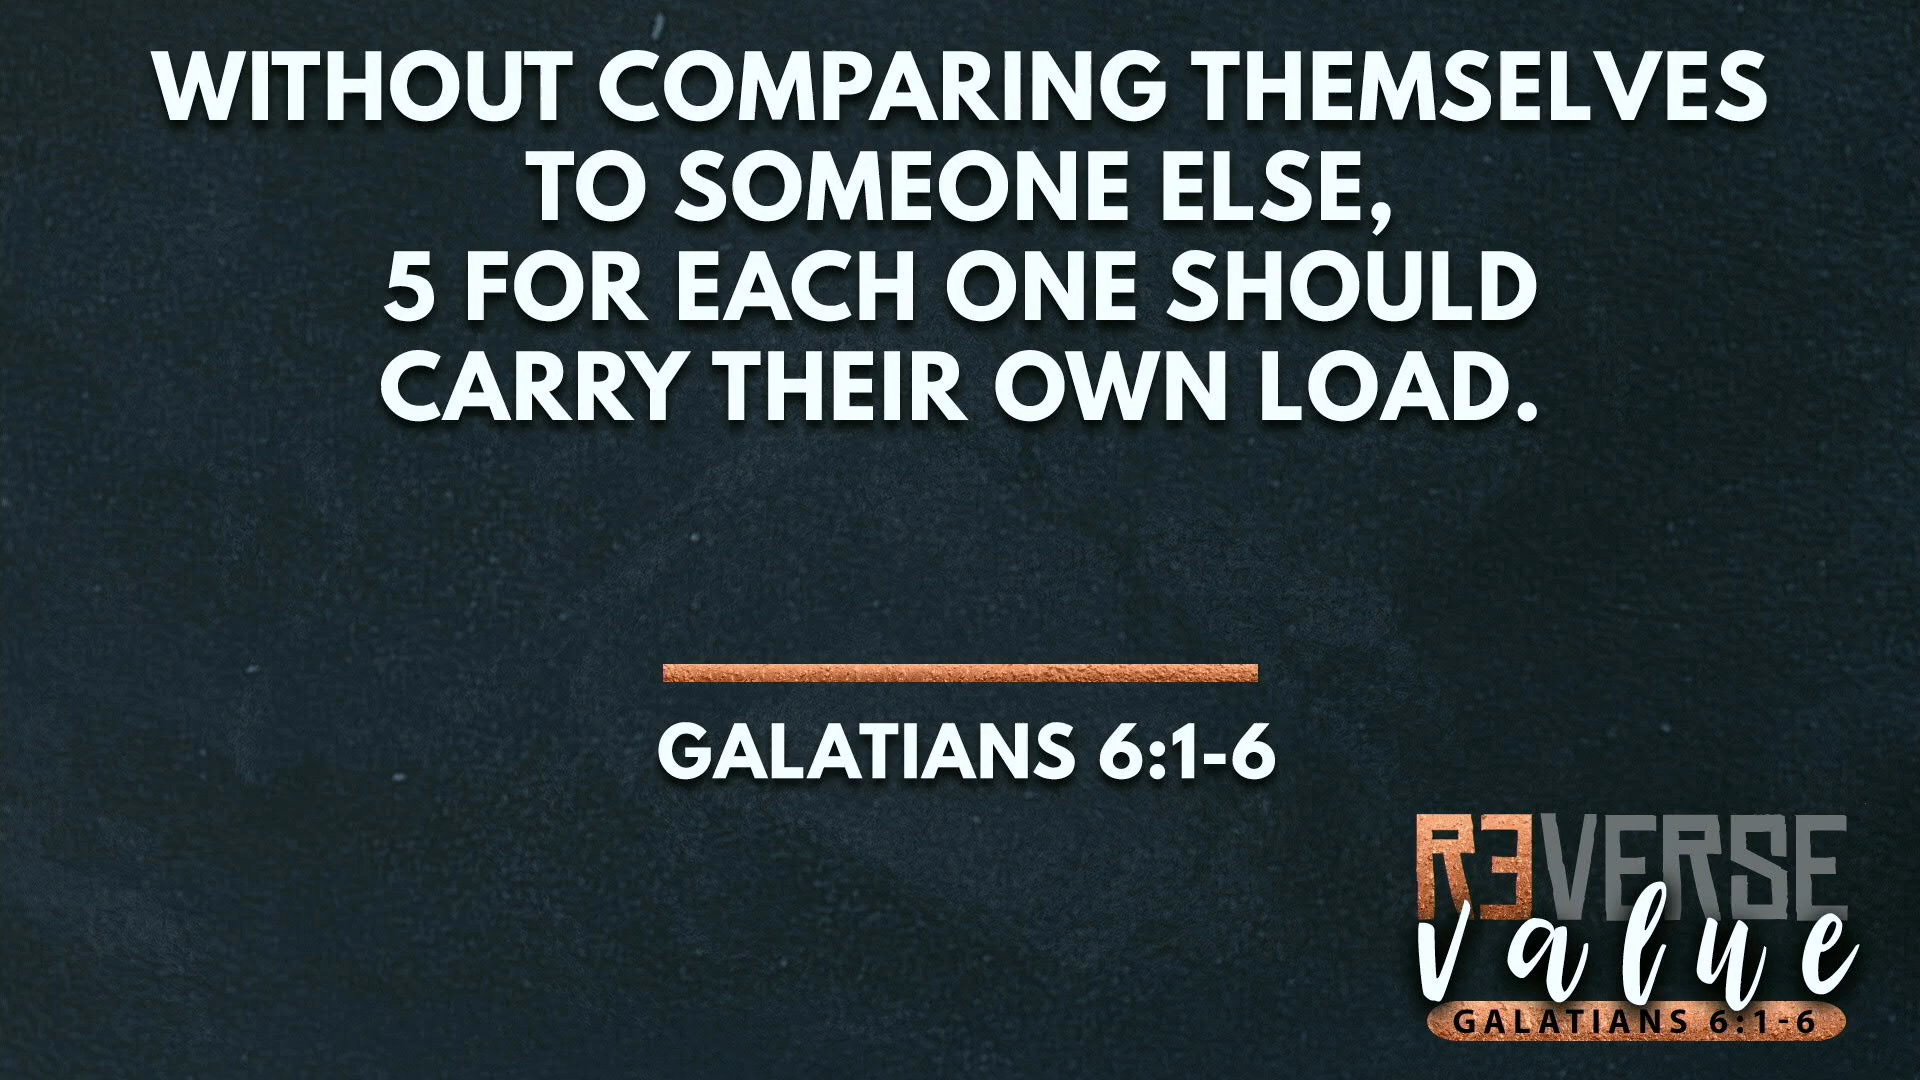 WITHOUT COMPARING THEMSELVES
TO SOMEONE ELSE,
5 FOR EACH ONE SHOULD
CARRY THEIR OWN LOAD.
GALATIANS 6:1-6
REVERSE
value
GALATIANS 6:1-6